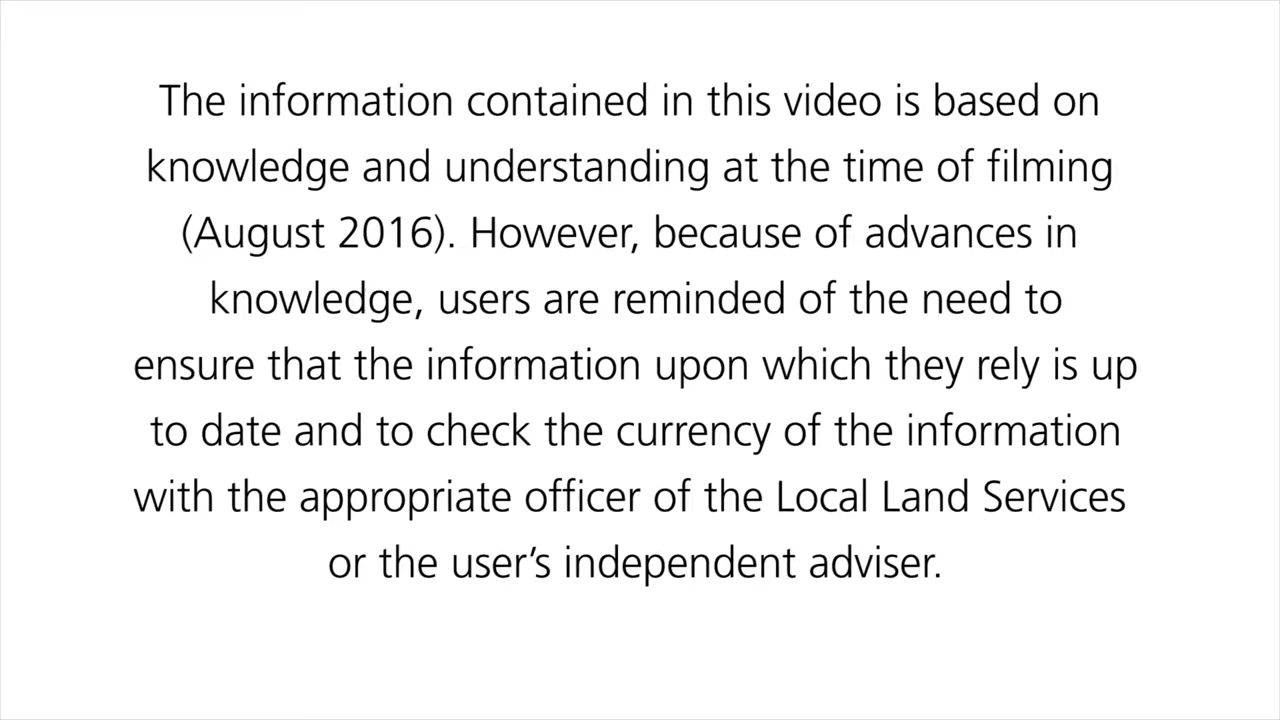 The information contained in this video is based on
knowledge and understanding at the time of filming
(August 2016). However, because of advances in
knowledge, users are reminded of the need to
ensure that the information upon which they rely is up
to date and to check the currency of the information
with the appropriate officer of the Local Land Services
or the user’s independent adviser.